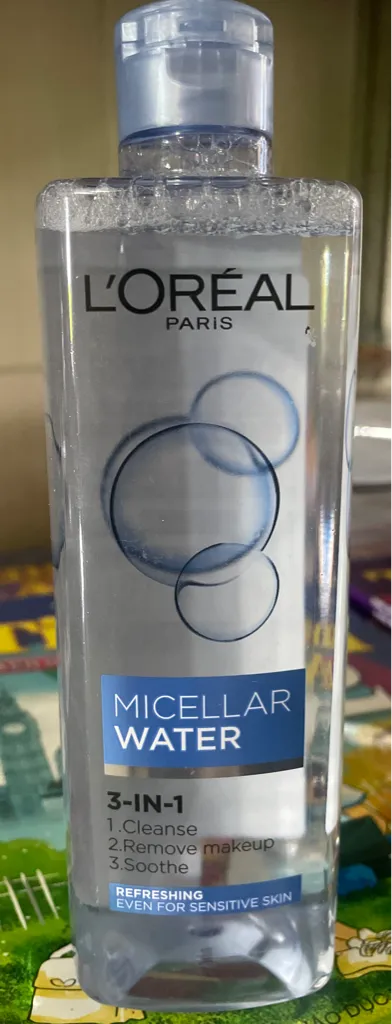 L'ORÉAL
PARiS
MICELLAR
WATER
3-IN-1
1.Cleanse
2.Remove makeup
3.Soothe
REFRESHING
EVEN FOR SENSITIVE SKIN